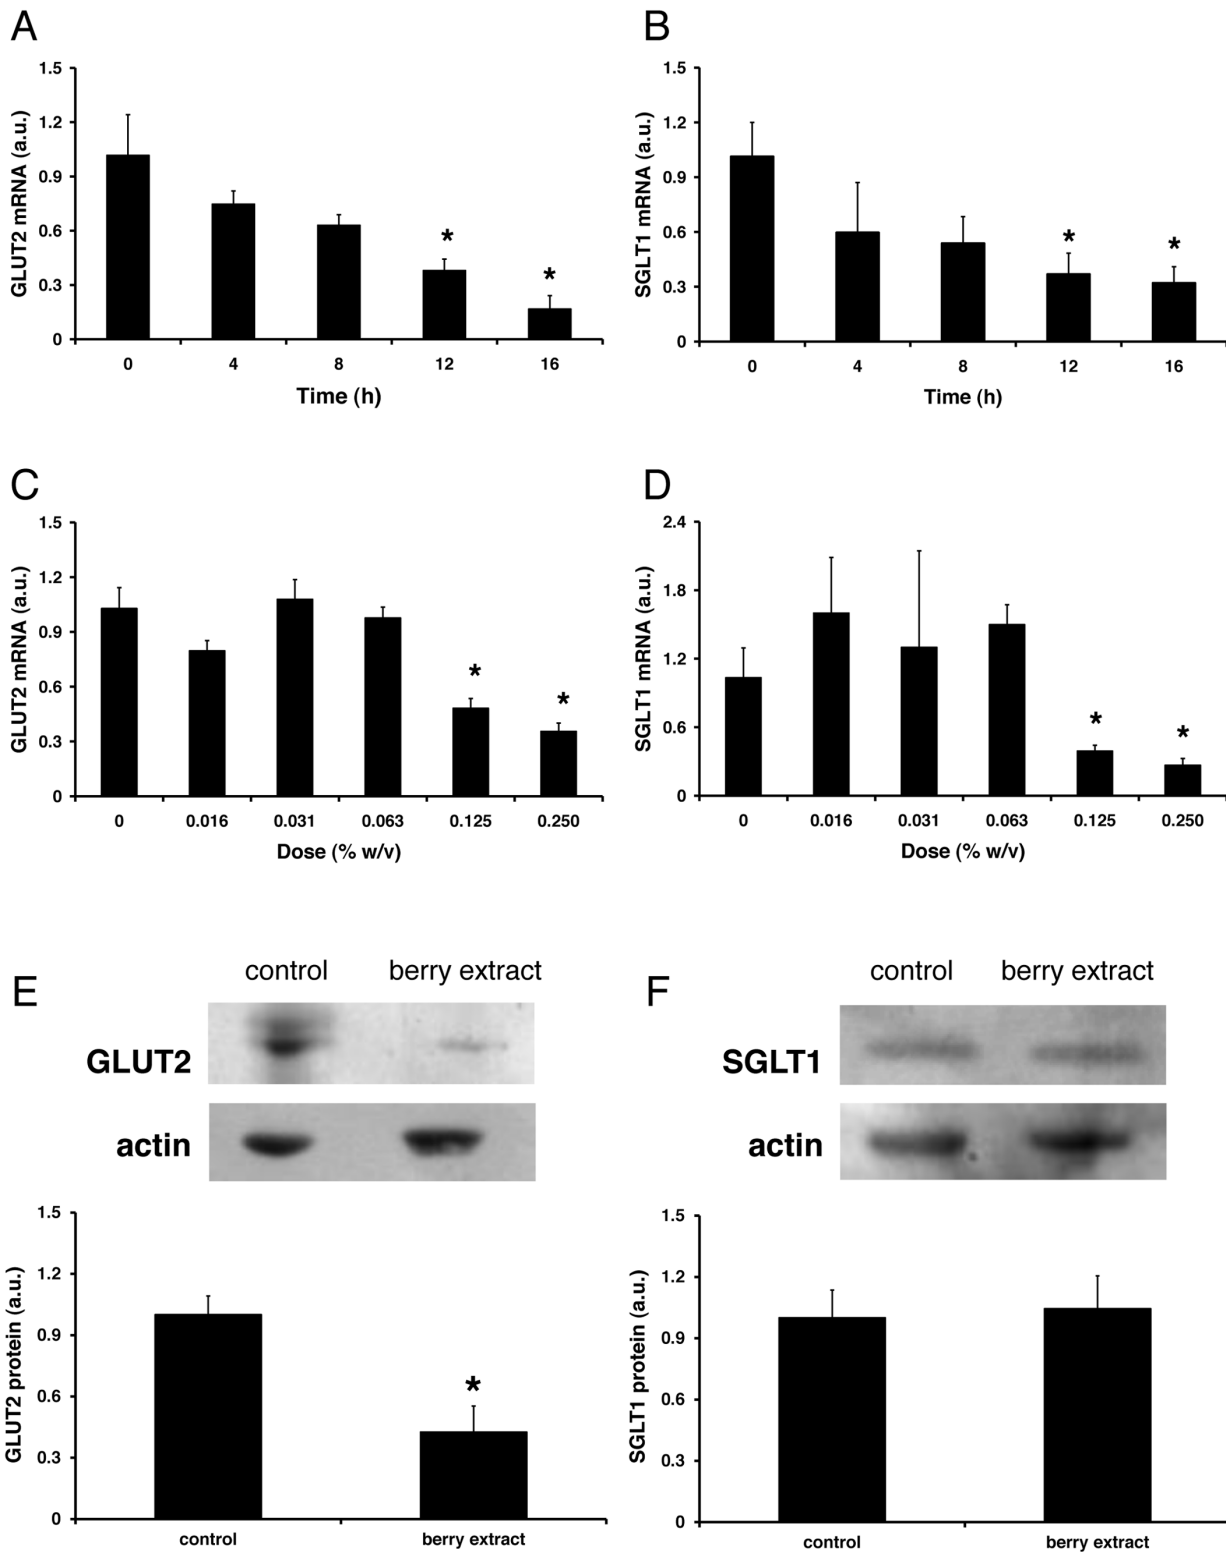 A
1.5
1.2
0.9
0.6
0.3
0
GLUT2 mRNA (a.u.)
*
*
0 4 8 12 16
Time (h)
B
1.5
1.2
0.9
0.6
0.3
0
SGLT1 mRNA (a.u.)
*
*
0 4 8 12 16
Time (h)
C
1.5
1.2
0.9
0.6
0.3
0
GLUT2 mRNA (a.u.)
*
*
0 0.016 0.031 0.063 0.125 0.250
Dose (% w/v)
D
2.4
1.8
1.2
0.6
0
SGLT1 mRNA (a.u.)
*
*
0 0.016 0.031 0.063 0.125 0.250
Dose (% w/v)
E
control berry extract
GLUT2
actin
1.5
1.2
0.9
0.6
0.3
0
GLUT2 protein (a.u.)
*
control berry extract
F
control berry extract
SGLT1
actin
1.5
1.2
0.9
0.6
0.3
0
SGLT1 protein (a.u.)
control berry extract